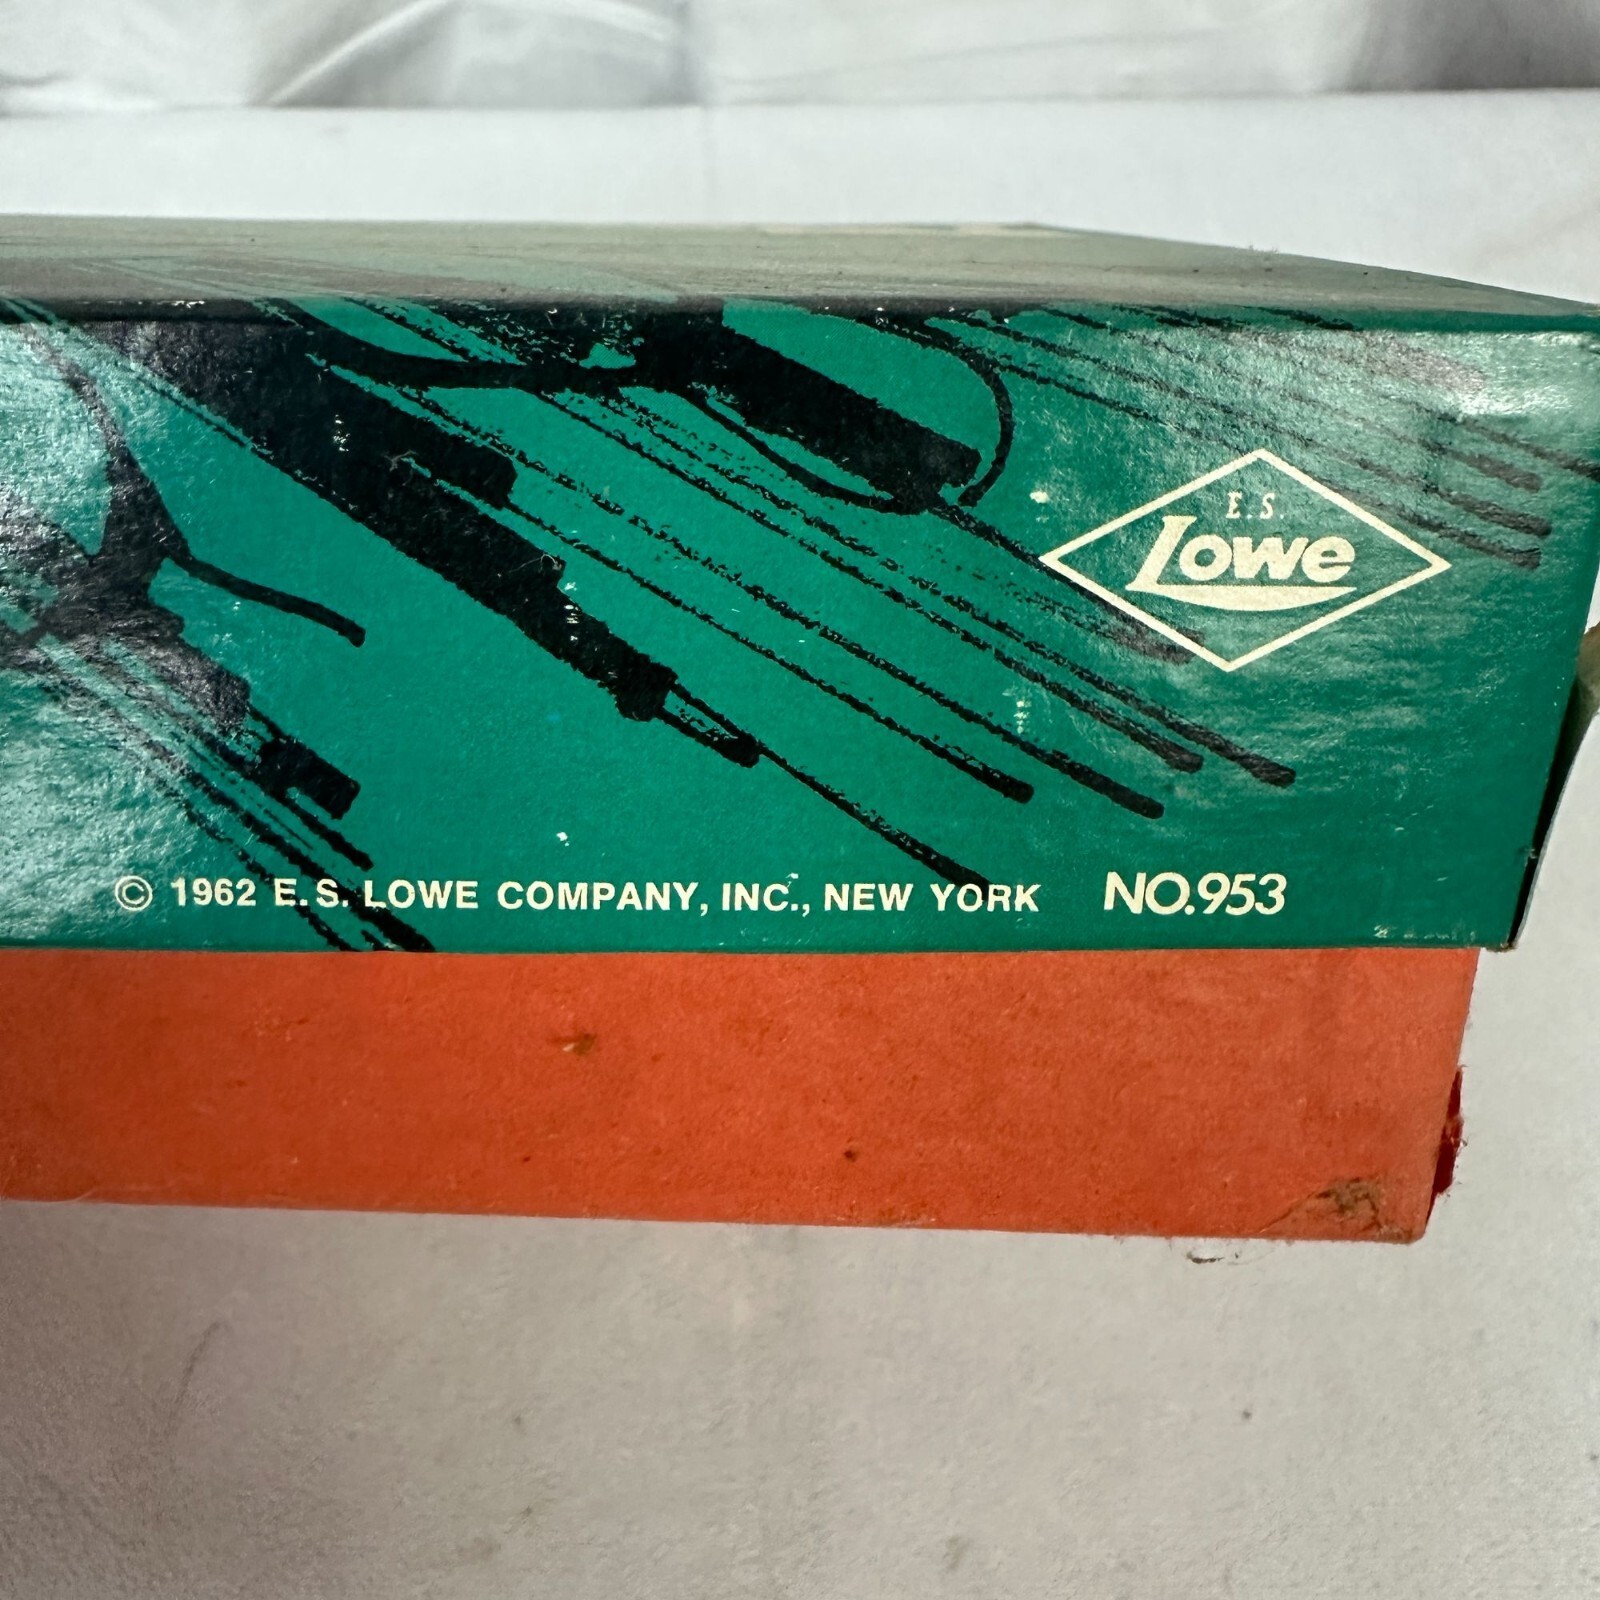 E.S.
Lowe
© 1962 E.S. LOWE COMPANY, INC., NEW YORK NO.953